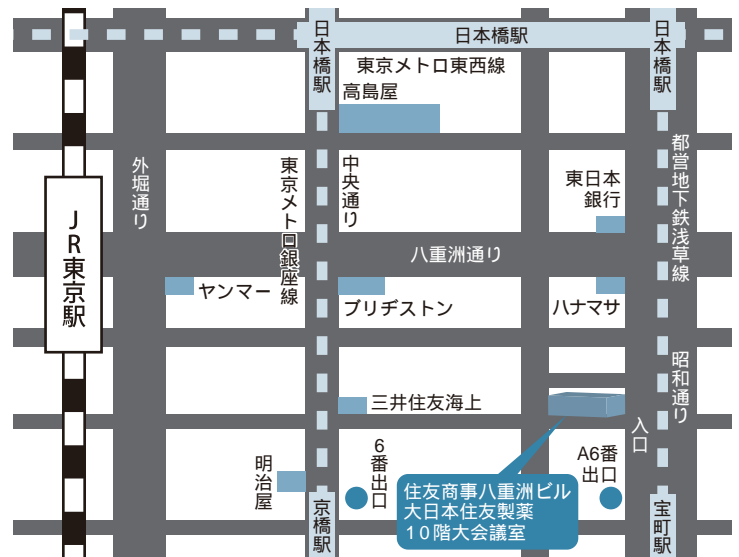 日本橋駅
日本橋駅
日本橋駅
東京メトロ東西線
高島屋
外堀通り
東京メトロ銀座線
中央通り
東日本
銀行
都営地下鉄浅草線
JR東京駅
八重洲通り
ヤンマー
ブリヂストン
ハナマサ
昭和通り
三井住友海上
入口
6番出口
A6番
出口
明治屋
住友商事八重洲ビル
大日本住友製薬
10階大会議室
京橋駅
宝町駅